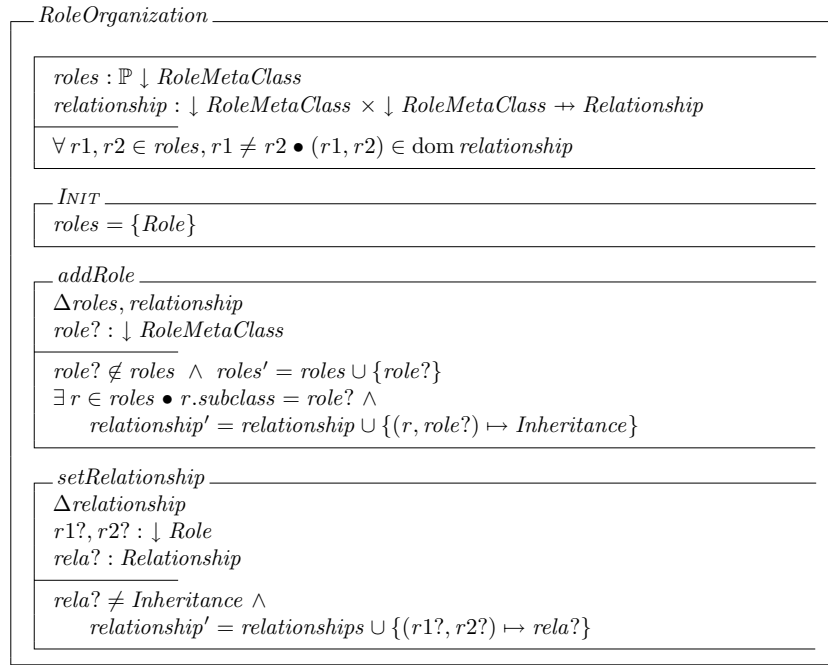 RoleOrganization
roles : ℙ ↓ RoleMetaClass
relationship : ↓ RoleMetaClass × ↓ RoleMetaClass ⇸ Relationship
∀ r1, r2 ∈ roles, r1 ≠ r2 • (r1, r2) ∈ dom relationship
INIT
roles = {Role}
addRole
Δroles, relationship
role? : ↓ RoleMetaClass
role? ∉ roles ∧ roles′ = roles ∪ {role?}
∃ r ∈ roles • r.subclass = role? ∧
relationship′ = relationship ∪ {(r, role?) ↦ Inheritance}
setRelationship
Δrelationship
r1?, r2? : ↓ Role
rela? : Relationship
rela? ≠ Inheritance ∧
relationship′ = relationships ∪ {(r1?, r2?) ↦ rela?}